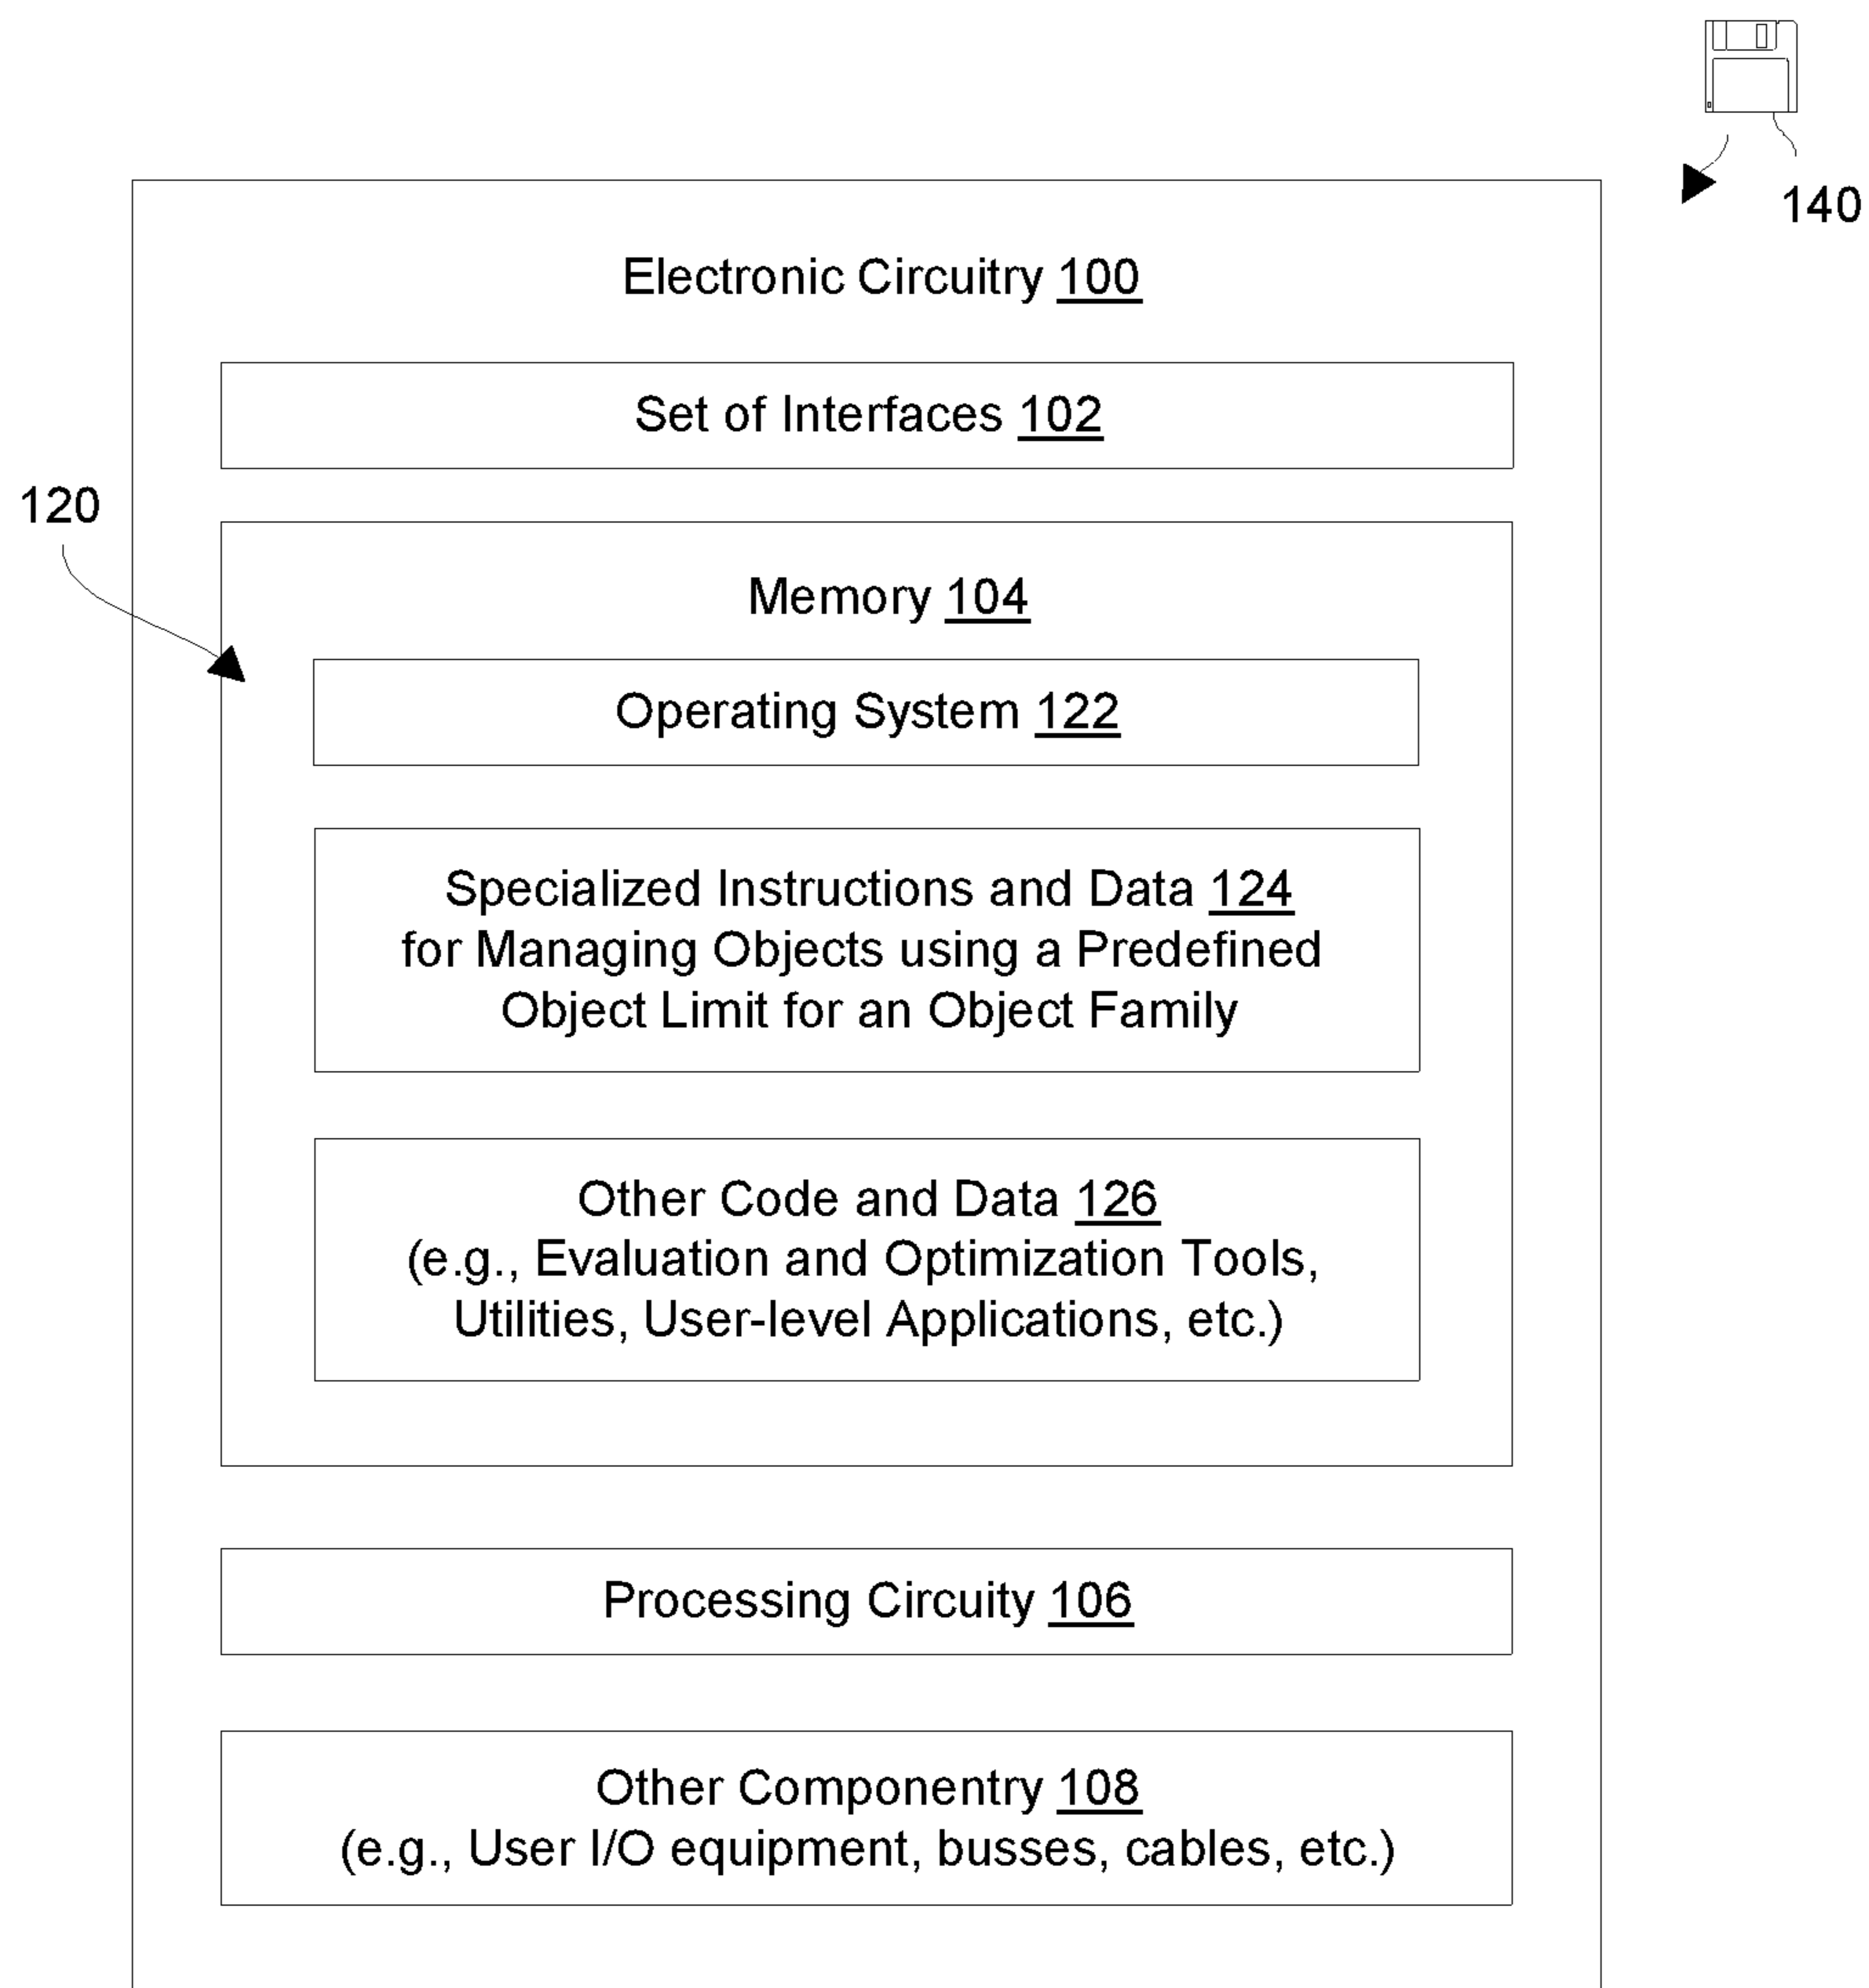 140
Electronic Circuitry 100
Set of Interfaces 102
120
Memory 104
Operating System 122
Specialized Instructions and Data 124
for Managing Objects using a Predefined
Object Limit for an Object Family
Other Code and Data 126
(e.g., Evaluation and Optimization Tools,
Utilities, User-level Applications, etc.)
Processing Circuity 106
Other Componentry 108
(e.g., User I/O equipment, busses, cables, etc.)